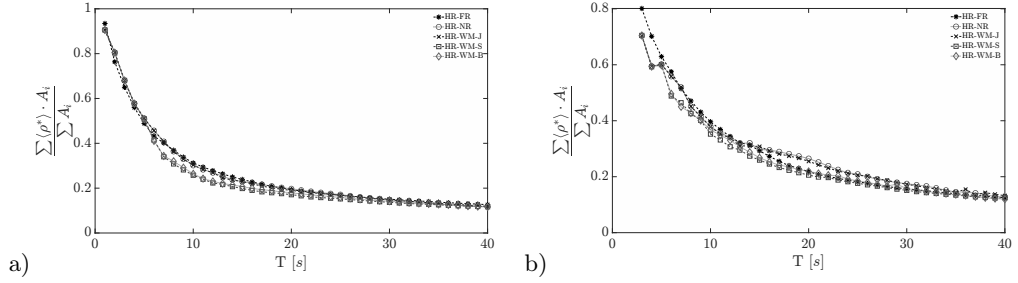 1
0.8
0.6
0.4
0.2
0
0 10 20 30 40
T [s]
∑⟨ρ*⟩ · A_i
∑ A_i
HR-FR
HR-NR
HR-WM-J
HR-WM-S
HR-WM-B
a)
0.8
0.6
0.4
0.2
0
0 10 20 30 40
T [s]
∑⟨ρ*⟩ · A_i
∑ A_i
HR-FR
HR-NR
HR-WM-J
HR-WM-S
HR-WM-B
b)